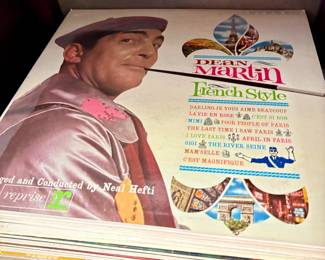 DEAN
MARTIN
French Style
DARLING JE VOUS AIME BEAUCOUP
LA VIE EN ROSE C'EST SI BON
MIMI POOR PEOPLE OF PARIS
THE LAST TIME I SAW PARIS
I LOVE PARIS APRIL IN PARIS
GIGI THE RIVER SEINE
MAM'SELLE
C'EST MAGNIFIQUE
ged and Conducted by Neal Hefti
reprise r: